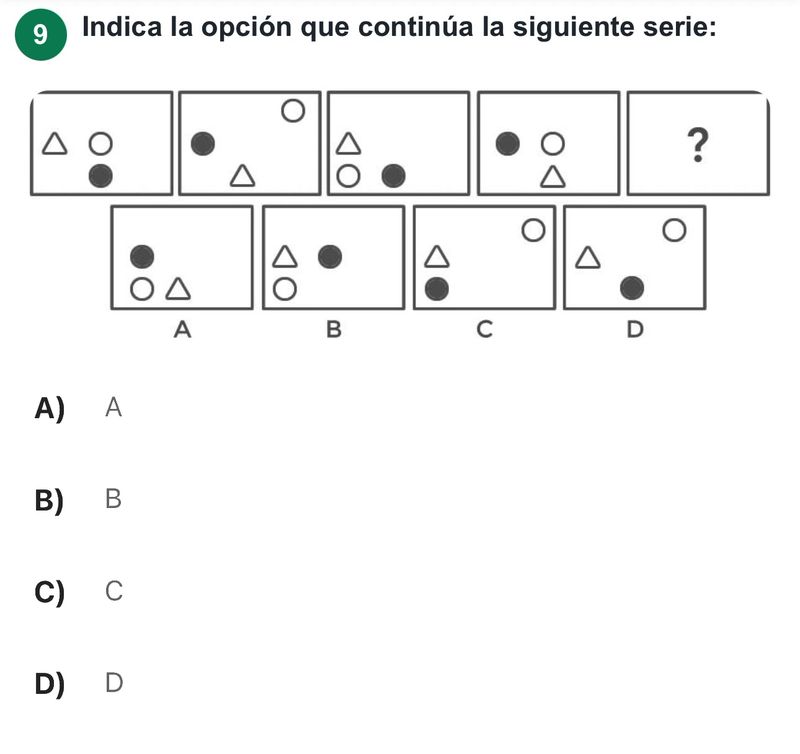 9 Indica la opción que continúa la siguiente serie:
?
A B C D
A) A
B) B
C) C
D) D